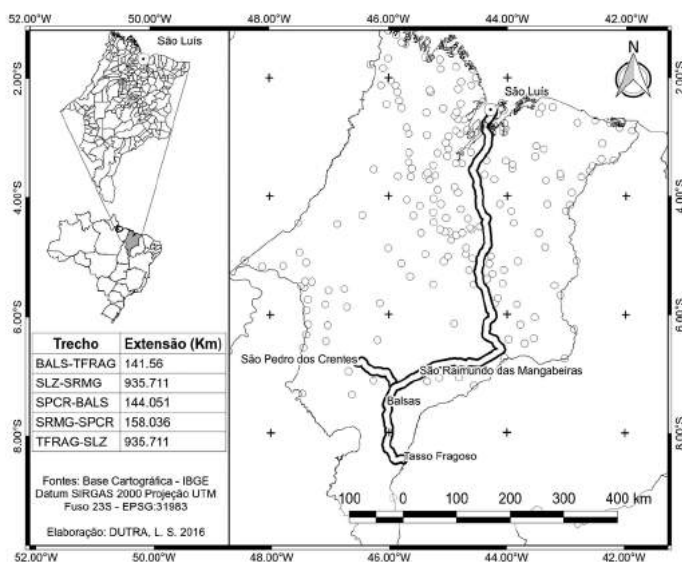 52.00°W 50.00°W 48.00°W 46.00°W 44.00°W 42.00°W
São Luís
2.00°S
4.00°S
6.00°S
8.00°S
N
São Luís
2.00°S
4.00°S
6.00°S
8.00°S
São Pedro dos Crentes
São Raimundo das Mangabeiras
Balsas
Tasso Fragoso
Trecho Extensão (Km)
BALS-TFRAG 141.56
SLZ-SRMG 935.711
SPCR-BALS 144.051
SRMG-SPCR 158.036
TFRAG-SLZ 935.711
Fontes: Base Cartográfica - IBGE
Datum SIRGAS 2000 Projeção UTM
Fuso 23S - EPSG:31983
Elaboração: DUTRA, L. S. 2016
100 0 100 200 300 400 km
52.00°W 50.00°W 48.00°W 46.00°W 44.00°W 42.00°W